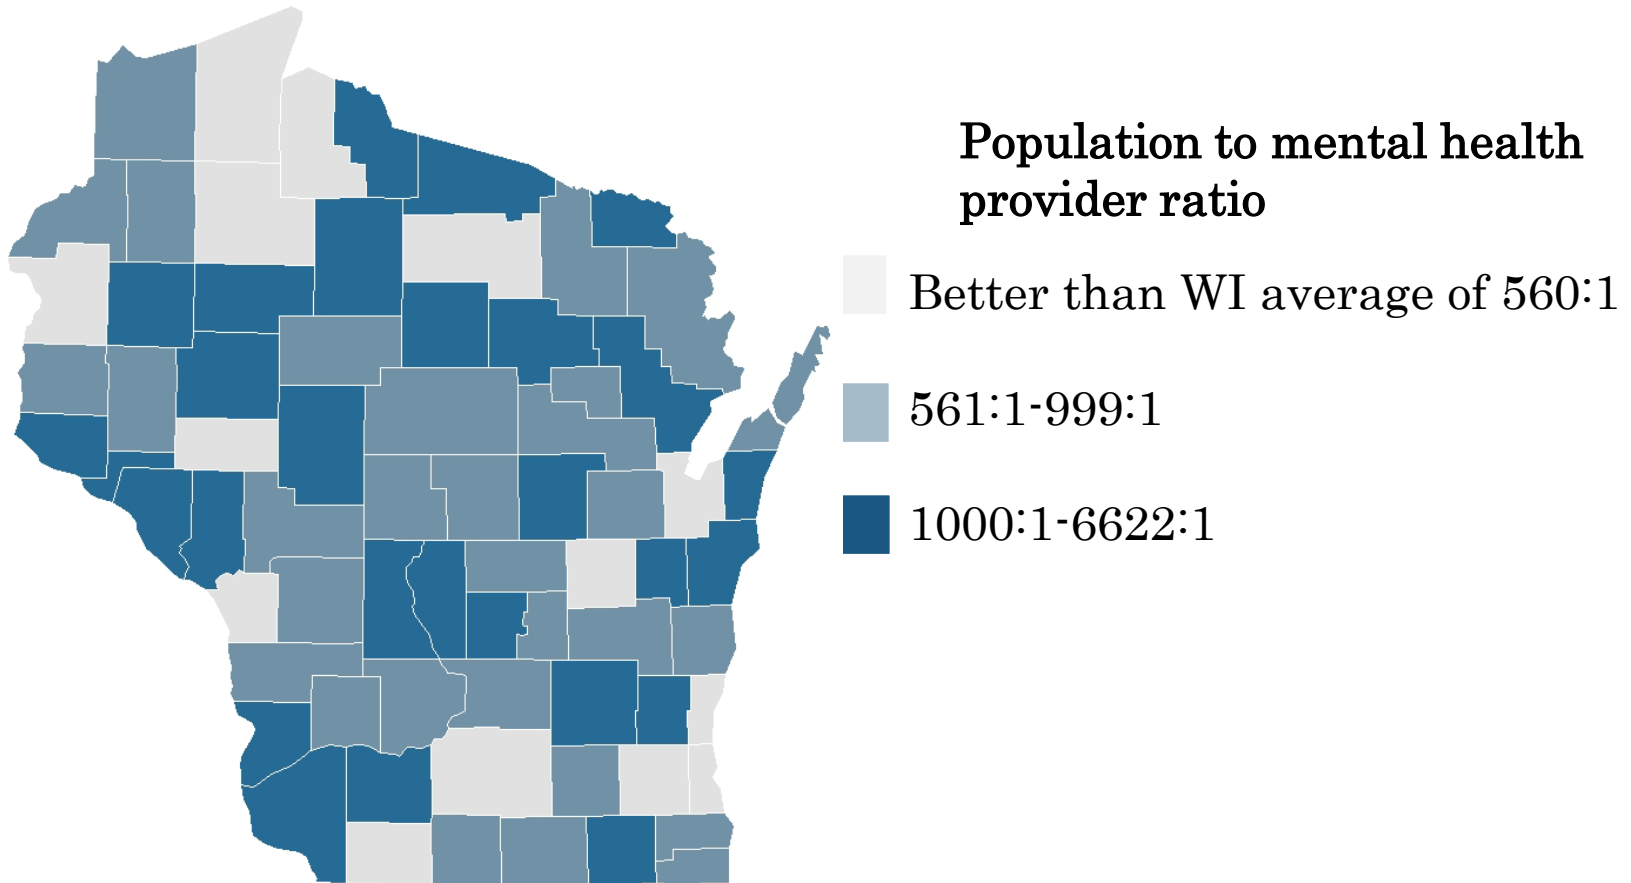 Population to mental health
provider ratio
Better than WI average of 560:1
561:1-999:1
1000:1-6622:1